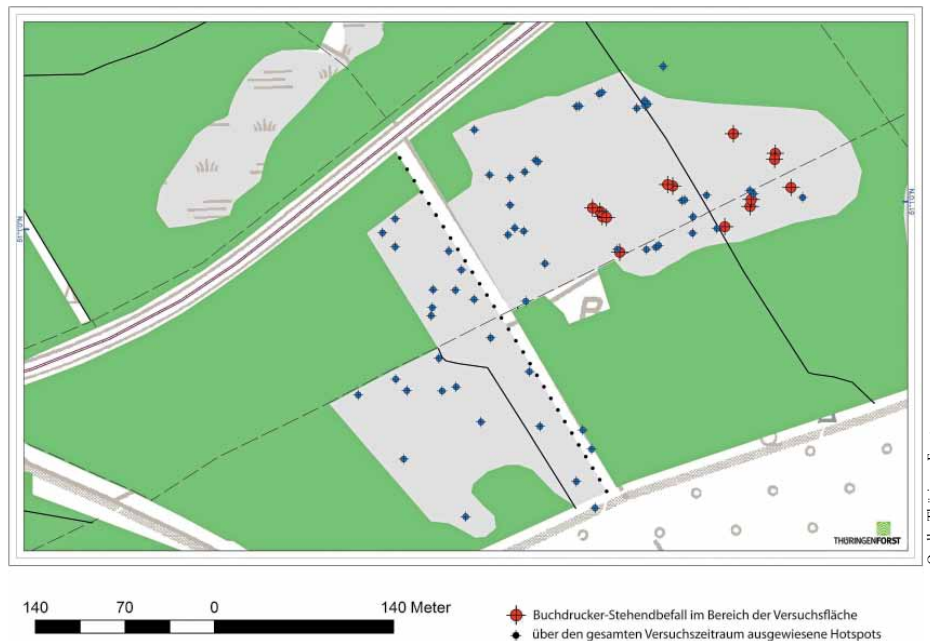 THÜRINGENFORST
140 70 0 140 Meter
Buchdrucker-Stehendbefall im Bereich der Versuchsfläche
über den gesamten Versuchszeitraum ausgewiesene Hotspots